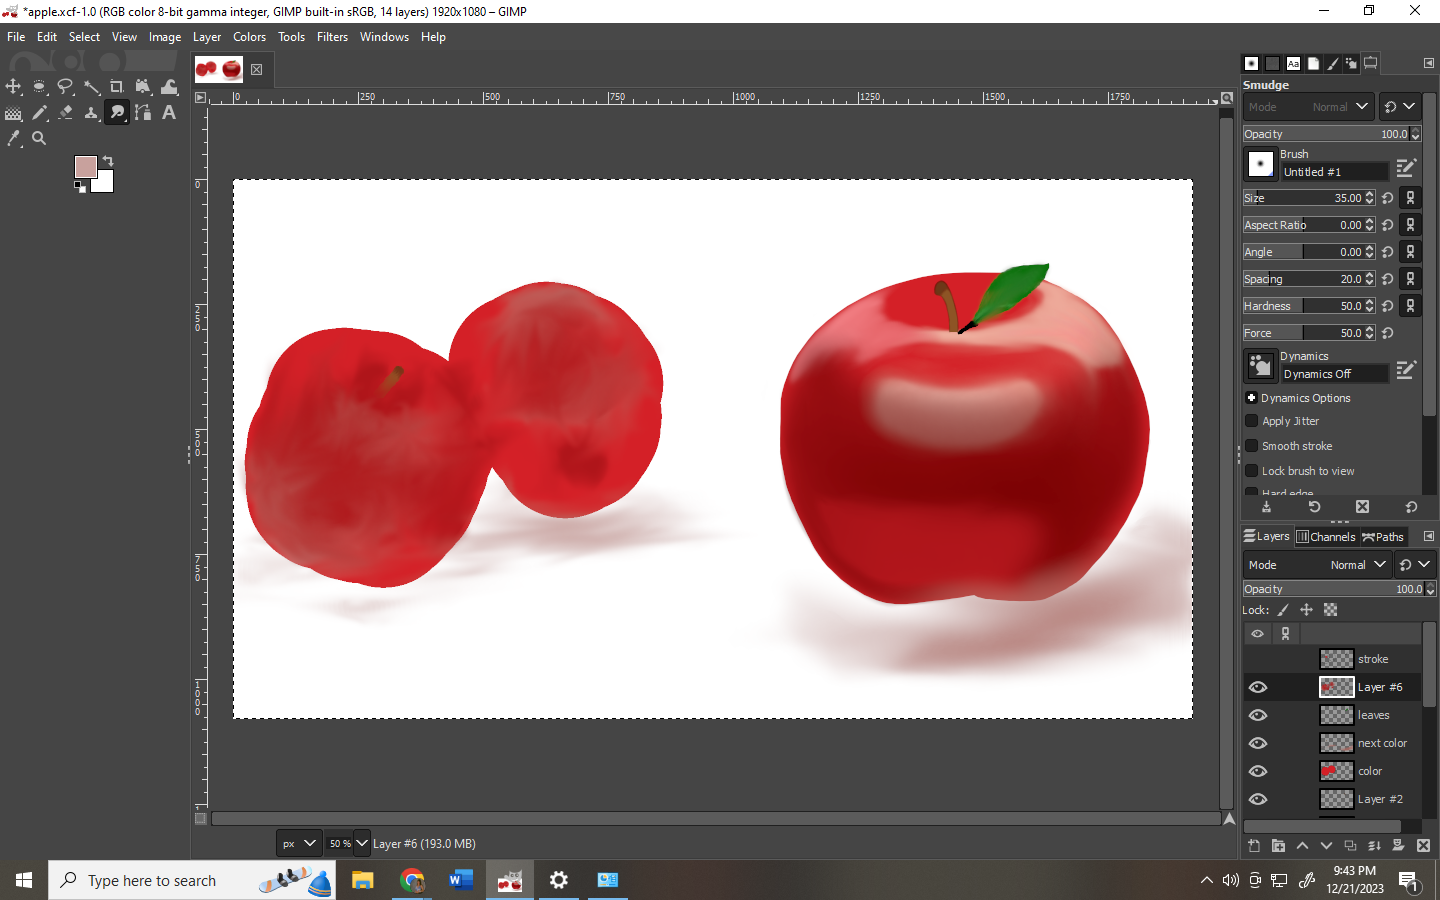 *apple.xcf-1.0 (RGB color 8-bit gamma integer, GIMP built-in sRGB, 14 layers) 1920x1080 – GIMP
File Edit Select View Image Layer Colors Tools Filters Windows Help
0 250 500 750 1000 1250 1500 1750
0
250
500
750
1000
Smudge
Mode Normal
Opacity 100.0
Brush
Untitled #1
Size 35.00
Aspect Ratio 0.00
Angle 0.00
Spacing 20.0
Hardness 50.0
Force 50.0
Dynamics
Dynamics Off
Dynamics Options
Apply Jitter
Smooth stroke
Lock brush to view
Hard edge
Layers Channels Paths
Mode Normal
Opacity 100.0
Lock:
stroke
Layer #6
leaves
next color
color
Layer #2
px 50 % Layer #6 (193.0 MB)
Type here to search
9:43 PM
12/21/2023
1